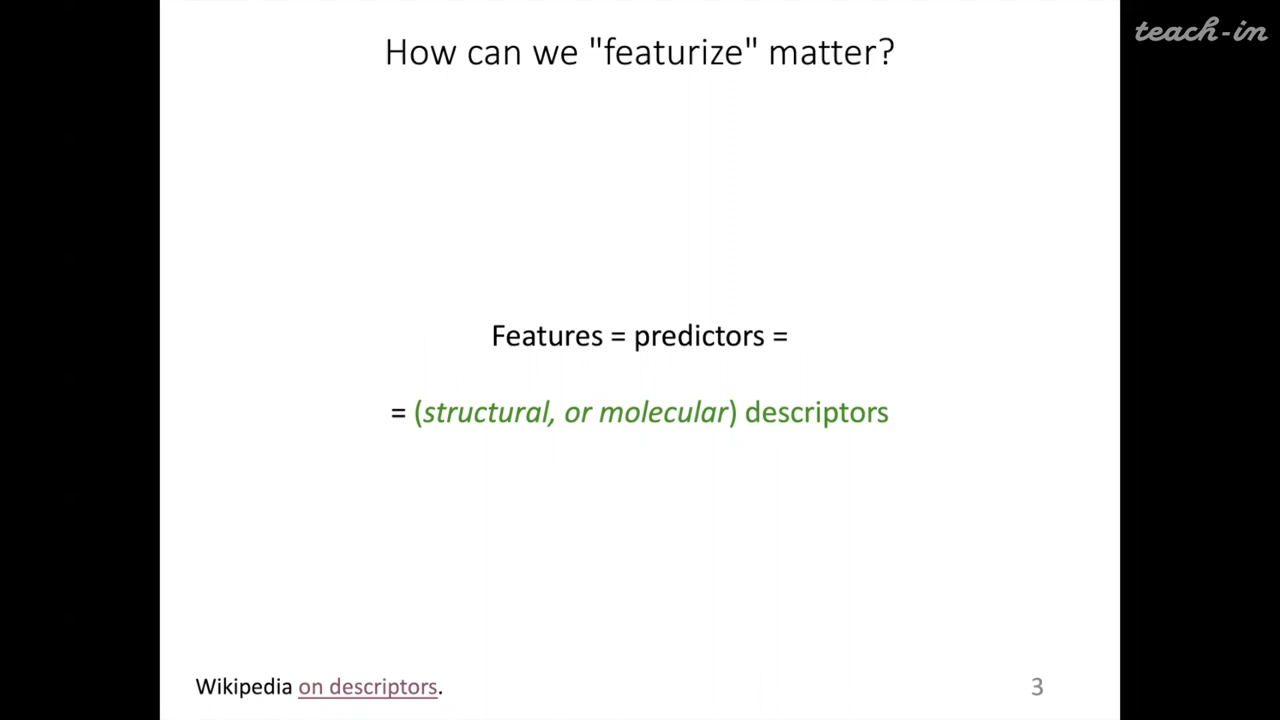 teach-in
How can we "featurize" matter?
Features = predictors =
= (structural, or molecular) descriptors
Wikipedia on descriptors.
3